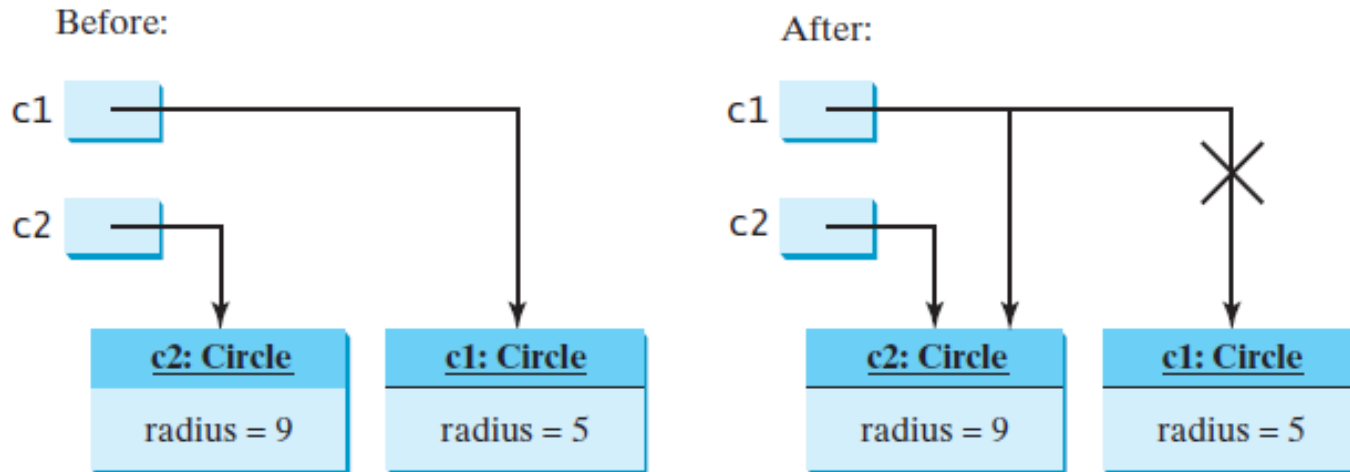 Before:
After:
c1
c1
c2
c2
c2: Circle
c1: Circle
c2: Circle
c1: Circle
radius = 9
radius = 5
radius = 9
radius = 5